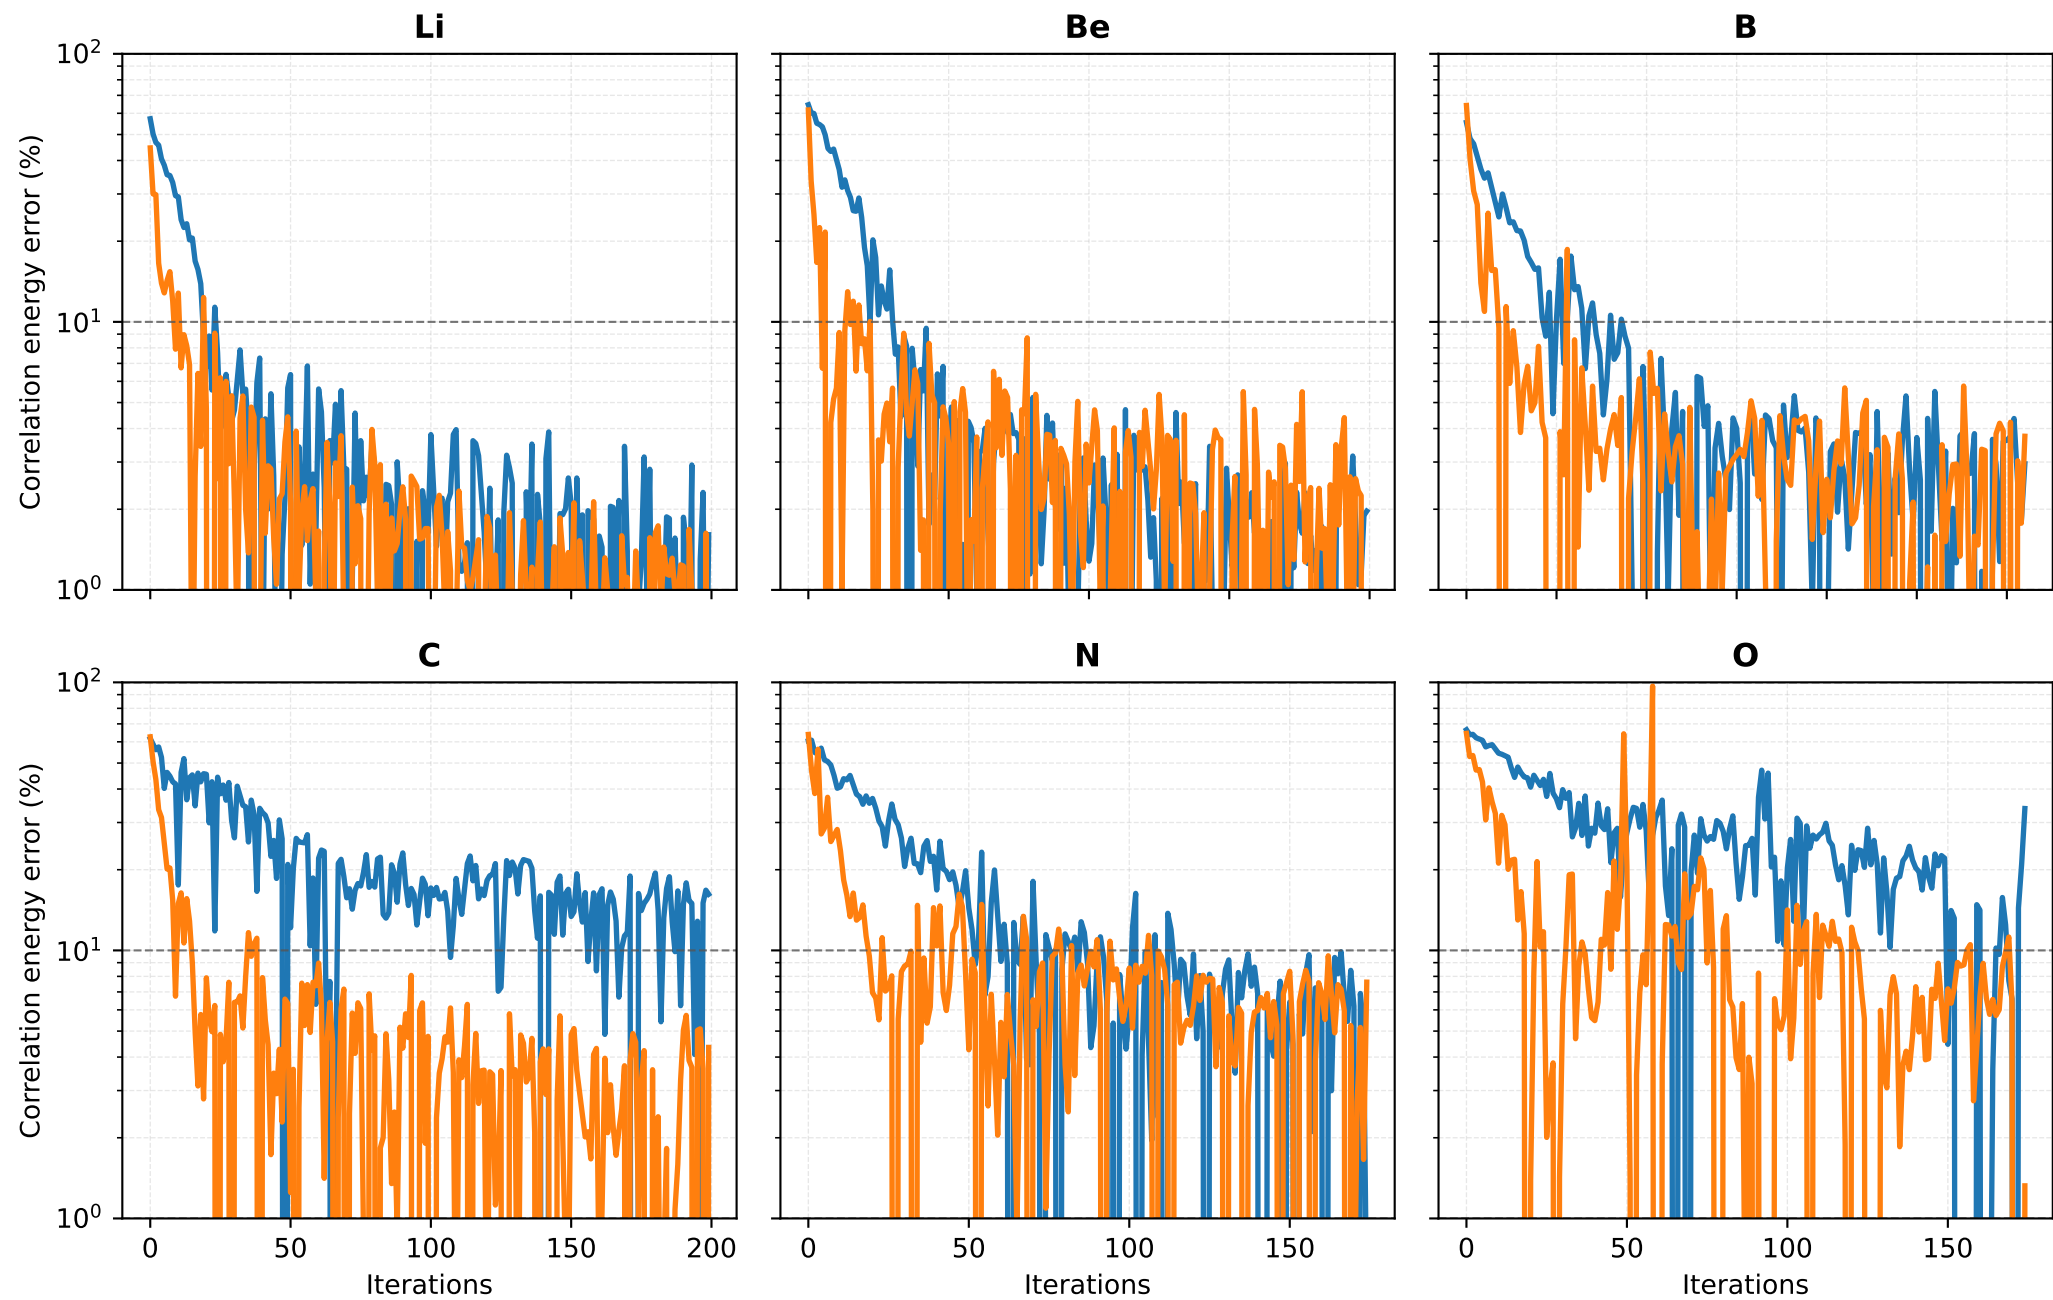 Li
Be
B
Correlation energy error (%)
10²
10¹
10⁰
C
N
O
Correlation energy error (%)
10²
10¹
10⁰
0 50 100 150 200
0 50 100 150
0 50 100 150
Iterations
Iterations
Iterations